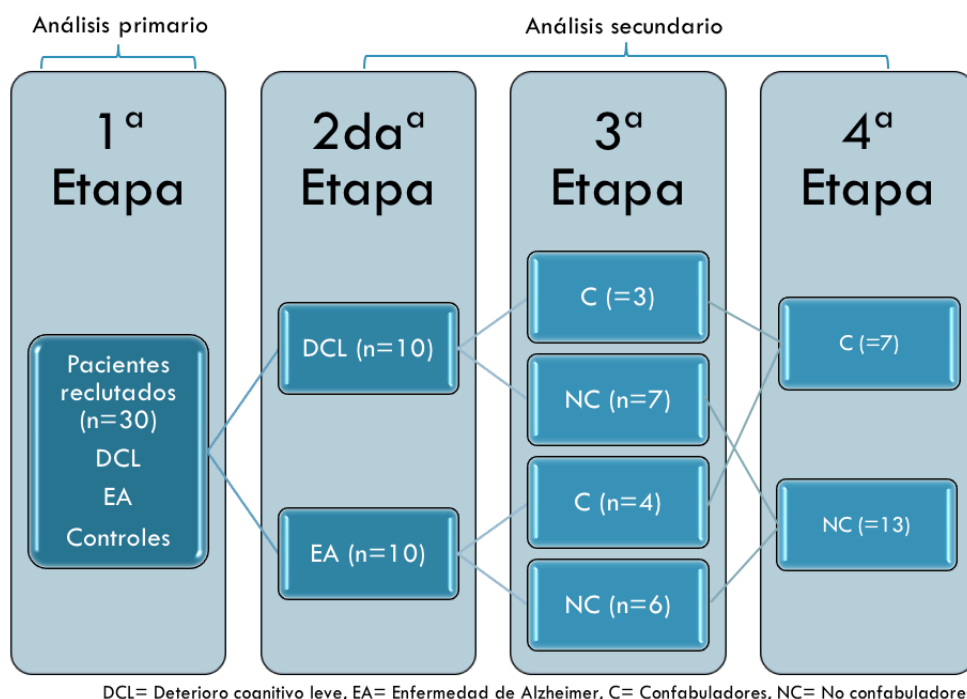 Análisis primario
Análisis secundario
1ª
Etapa
2daª
Etapa
3ª
Etapa
4ª
Etapa
Pacientes
reclutados
(n=30)
DCL
EA
Controles
DCL (n=10)
EA (n=10)
C (=3)
NC (n=7)
C (n=4)
NC (n=6)
C (=7)
NC (=13)
DCL= Deterioro cognitivo leve, EA= Enfermedad de Alzheimer, C= Confabuladores, NC= No confabuladore